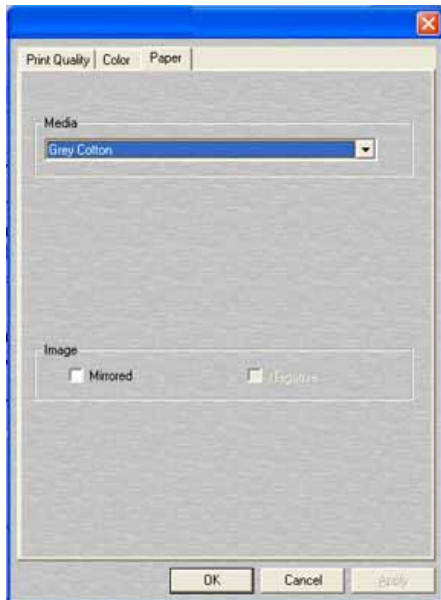 Print Quality Color Paper
Media
Grey Cotton
Image
Mirrored Negative
OK Cancel Apply